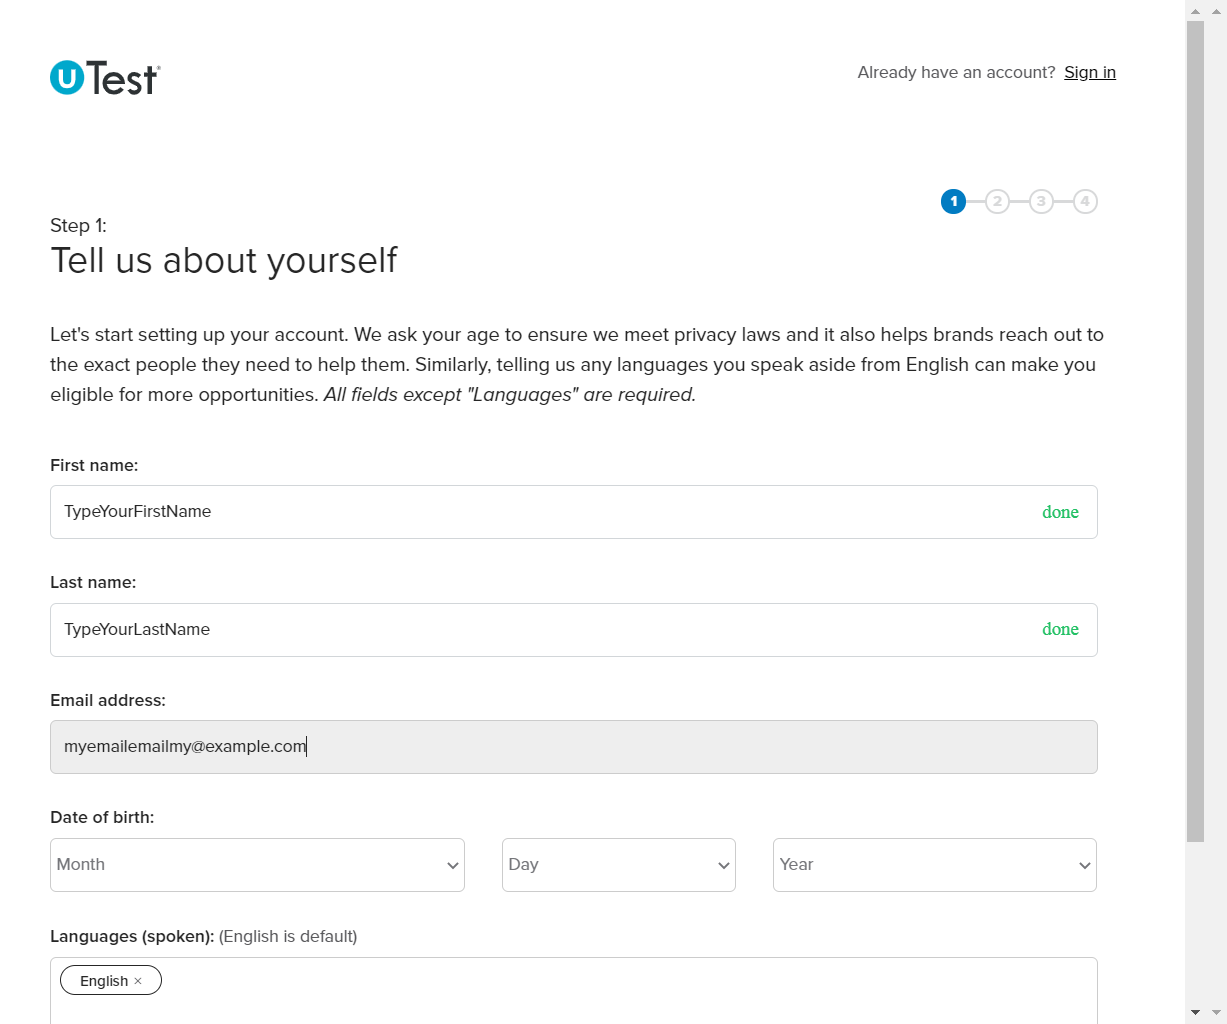 uTest®
Already have an account? Sign in
1 2 3 4
Step 1:
Tell us about yourself
Let's start setting up your account. We ask your age to ensure we meet privacy laws and it also helps brands reach out to
the exact people they need to help them. Similarly, telling us any languages you speak aside from English can make you
eligible for more opportunities. All fields except "Languages" are required.
First name:
TypeYourFirstName done
Last name:
TypeYourLastName done
Email address:
myemailemailmy@example.com
Date of birth:
Month Day Year
Languages (spoken): (English is default)
English ×